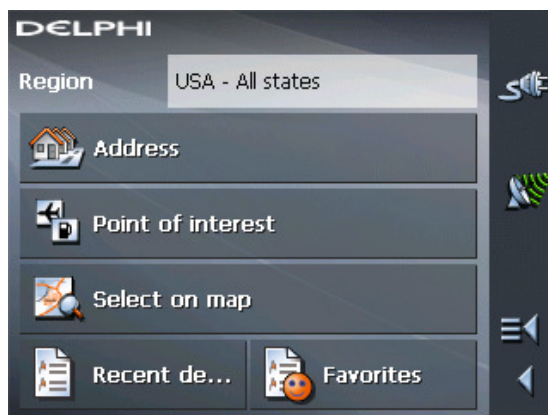 DELPHI
Region USA - All states
Address
Point of interest
Select on map
Recent de... Favorites